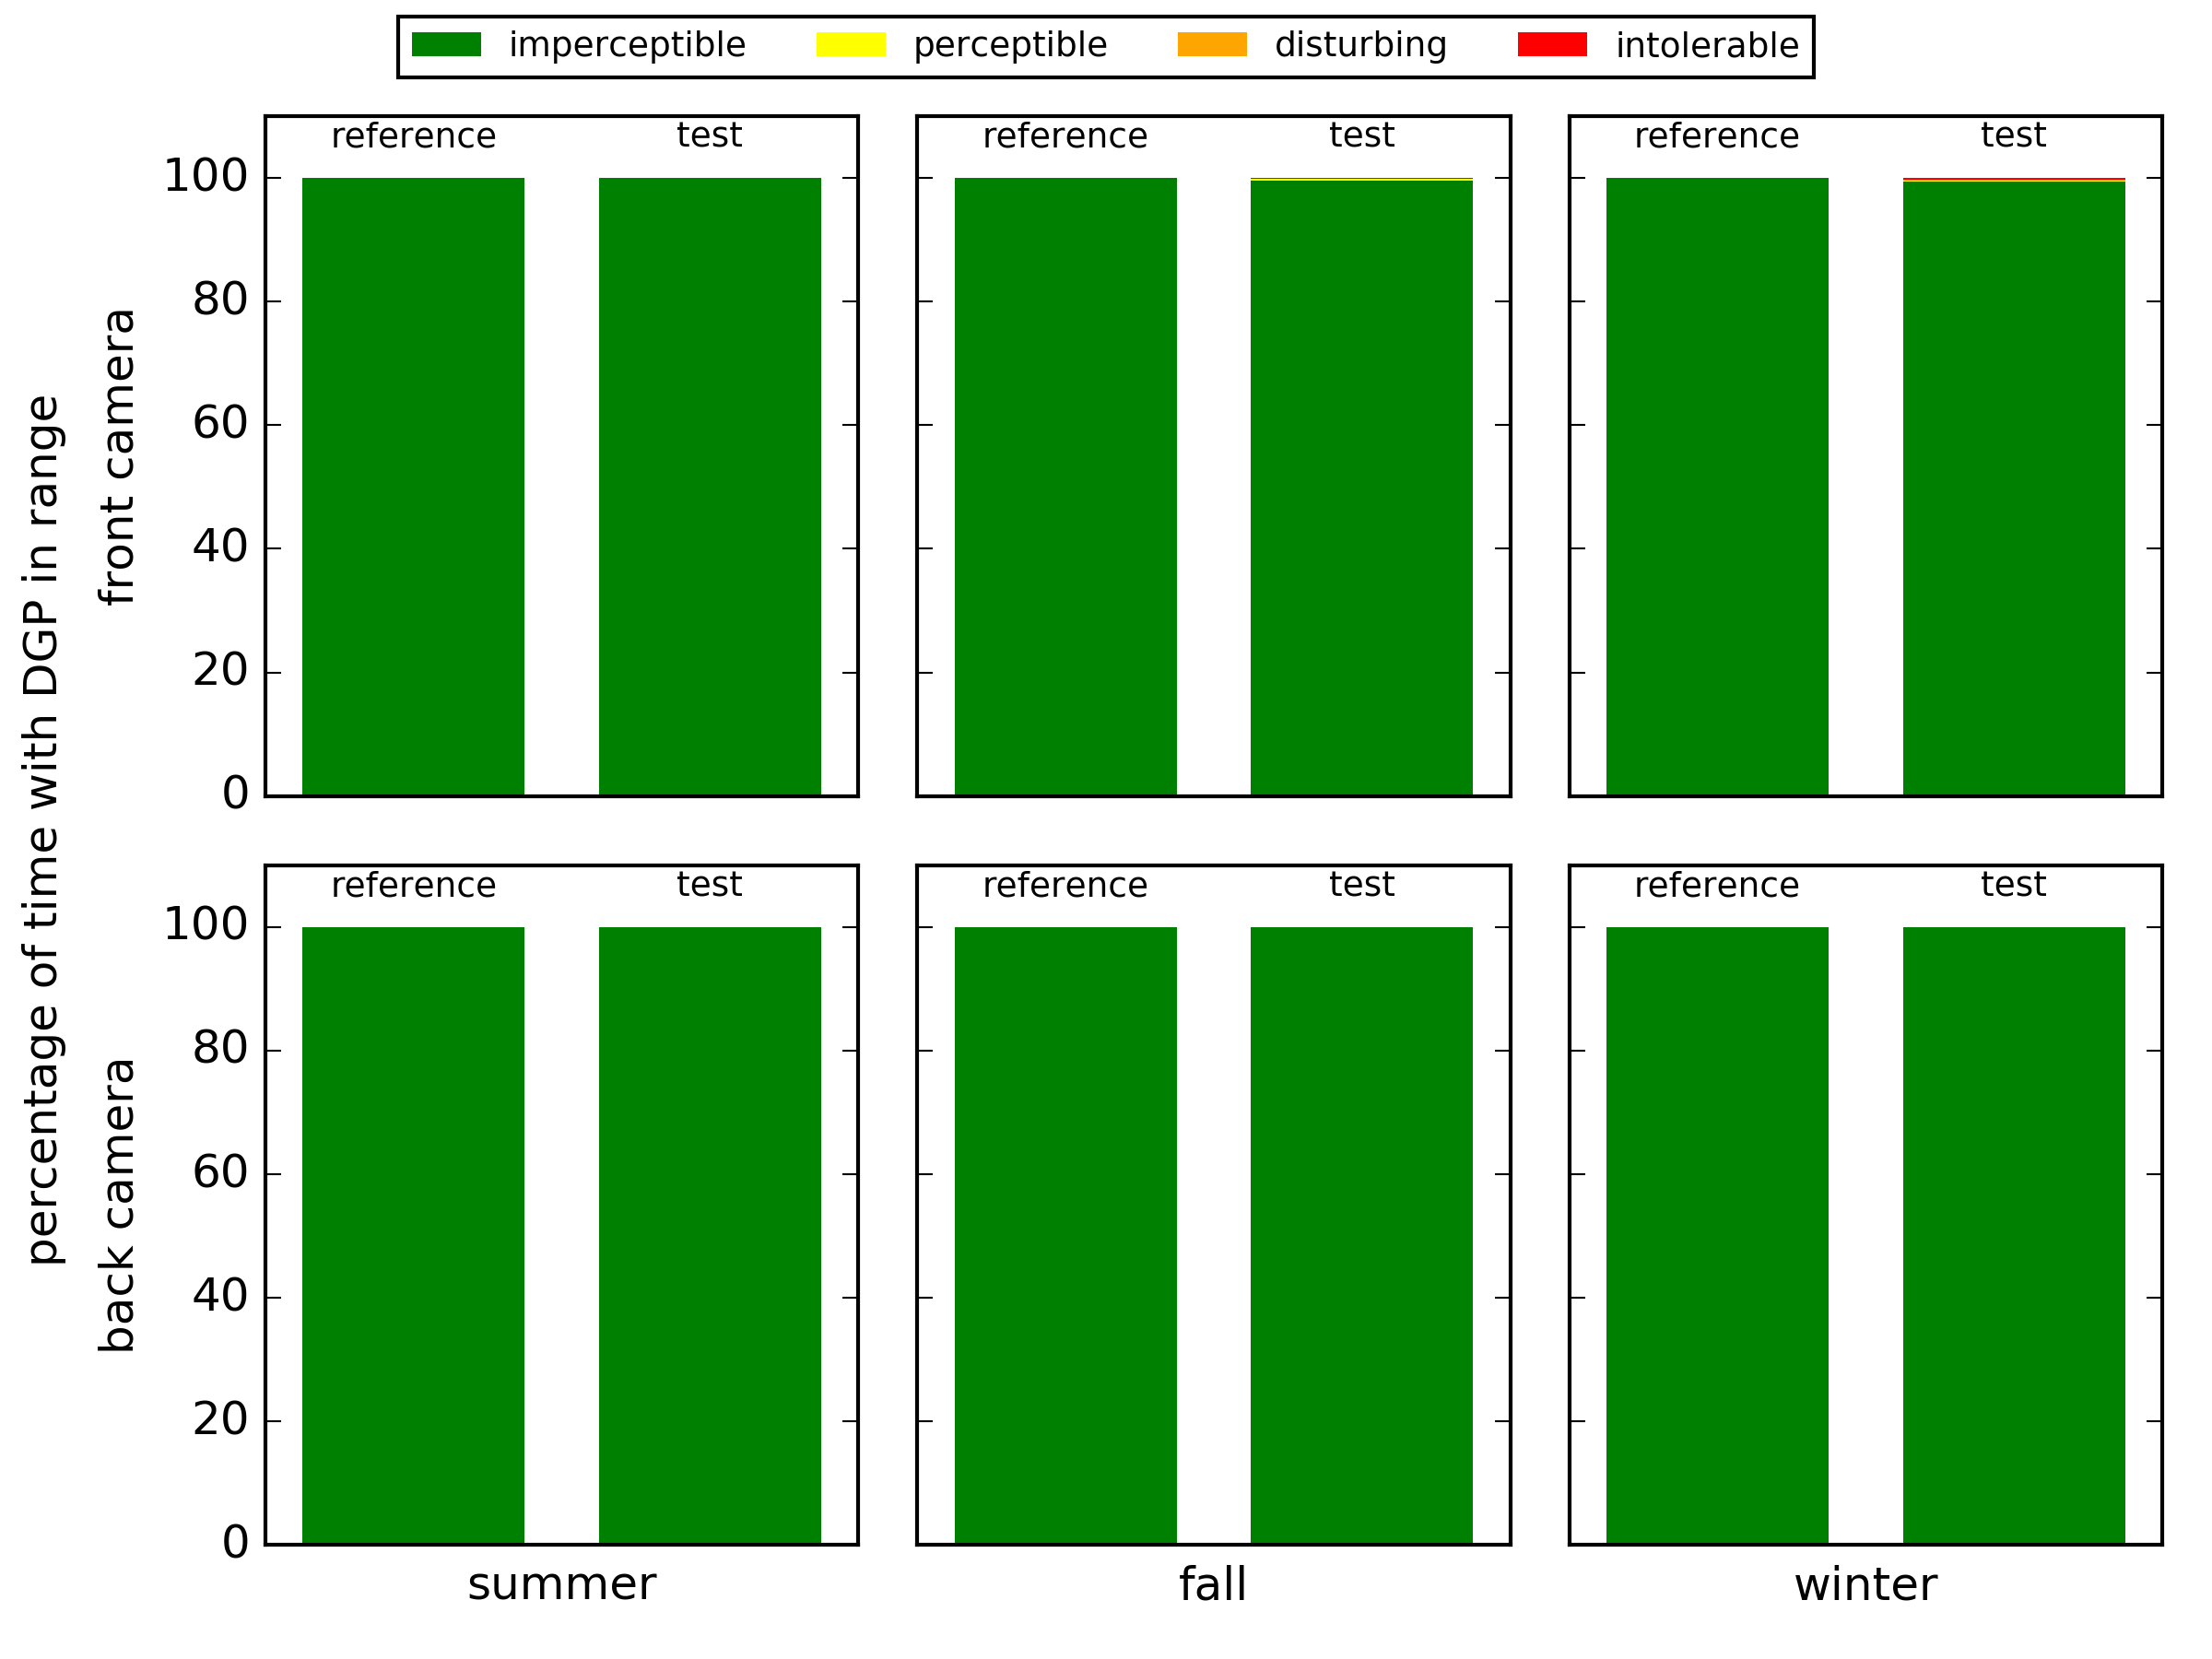 imperceptible perceptible disturbing intolerable
percentage of time with DGP in range
front camera
reference test reference test reference test
100
80
60
40
20
0
back camera
reference test reference test reference test
100
80
60
40
20
0
summer fall winter